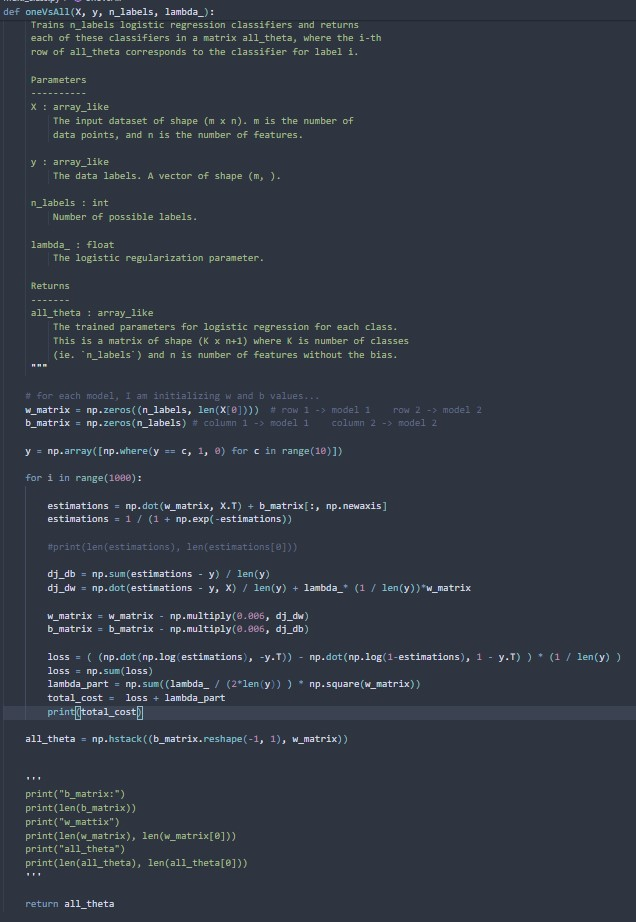 def oneVsAll(X, y, n_labels, lambda_):
Trains n_labels logistic regression classifiers and returns
each of these classifiers in a matrix all_theta, where the i-th
row of all_theta corresponds to the classifier for label i.
Parameters
----------
X : array_like
The input dataset of shape (m x n). m is the number of
data points, and n is the number of features.
y : array_like
The data labels. A vector of shape (m, ).
n_labels : int
Number of possible labels.
lambda_ : float
The logistic regularization parameter.
Returns
-------
all_theta : array_like
The trained parameters for logistic regression for each class.
This is a matrix of shape (K x n+1) where K is number of classes
(ie. `n_labels`) and n is number of features without the bias.
"""
# for each model, I am initializing w and b values...
w_matrix = np.zeros((n_labels, len(X[0]))) # row 1 -> model 1    row 2 -> model 2
b_matrix = np.zeros(n_labels) # column 1 -> model 1    column 2 -> model 2
y = np.array([np.where(y == c, 1, 0) for c in range(10)])
for i in range(1000):
estimations = np.dot(w_matrix, X.T) + b_matrix[:, np.newaxis]
estimations = 1 / (1 + np.exp(-estimations))
#print(len(estimations), len(estimations[0]))
dj_db = np.sum(estimations - y) / len(y)
dj_dw = np.dot(estimations - y, X) / len(y) + lambda_* (1 / len(y))*w_matrix
w_matrix = w_matrix - np.multiply(0.006, dj_dw)
b_matrix = b_matrix - np.multiply(0.006, dj_db)
loss = ( (np.dot(np.log(estimations), -y.T)) - np.dot(np.log(1-estimations), 1 - y.T) ) * (1 / len(y) )
loss = np.sum(loss)
lambda_part = np.sum((lambda_ / (2*len(y)) ) * np.square(w_matrix))
total_cost =  loss + lambda_part
print(total_cost)
all_theta = np.hstack((b_matrix.reshape(-1, 1), w_matrix))
'''
print("b_matrix:")
print(len(b_matrix))
print("w_mattix")
print(len(w_matrix), len(w_matrix[0]))
print("all_theta")
print(len(all_theta), len(all_theta[0]))
'''
return all_theta